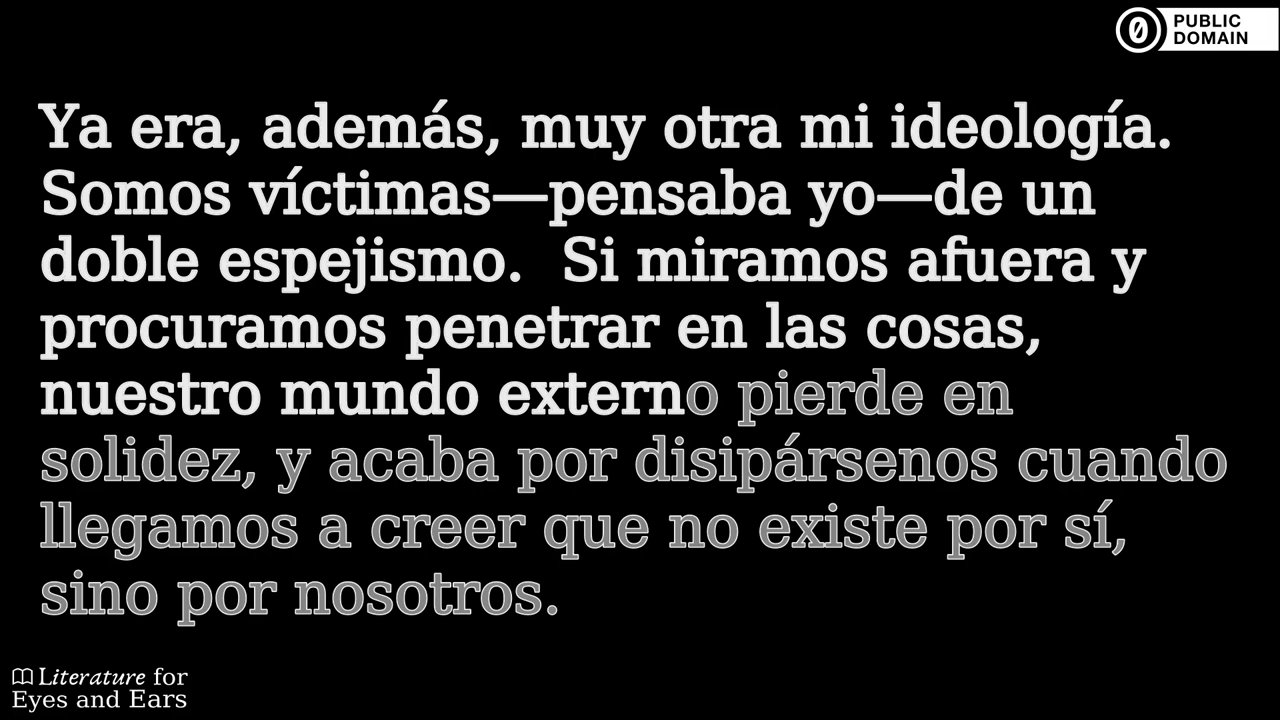 PUBLIC
DOMAIN
Ya era, además, muy otra mi ideología.
Somos víctimas—pensaba yo—de un
doble espejismo.  Si miramos afuera y
procuramos penetrar en las cosas,
nuestro mundo externo pierde en
solidez, y acaba por disipársenos cuando
llegamos a creer que no existe por sí,
sino por nosotros.
Literature for
Eyes and Ears